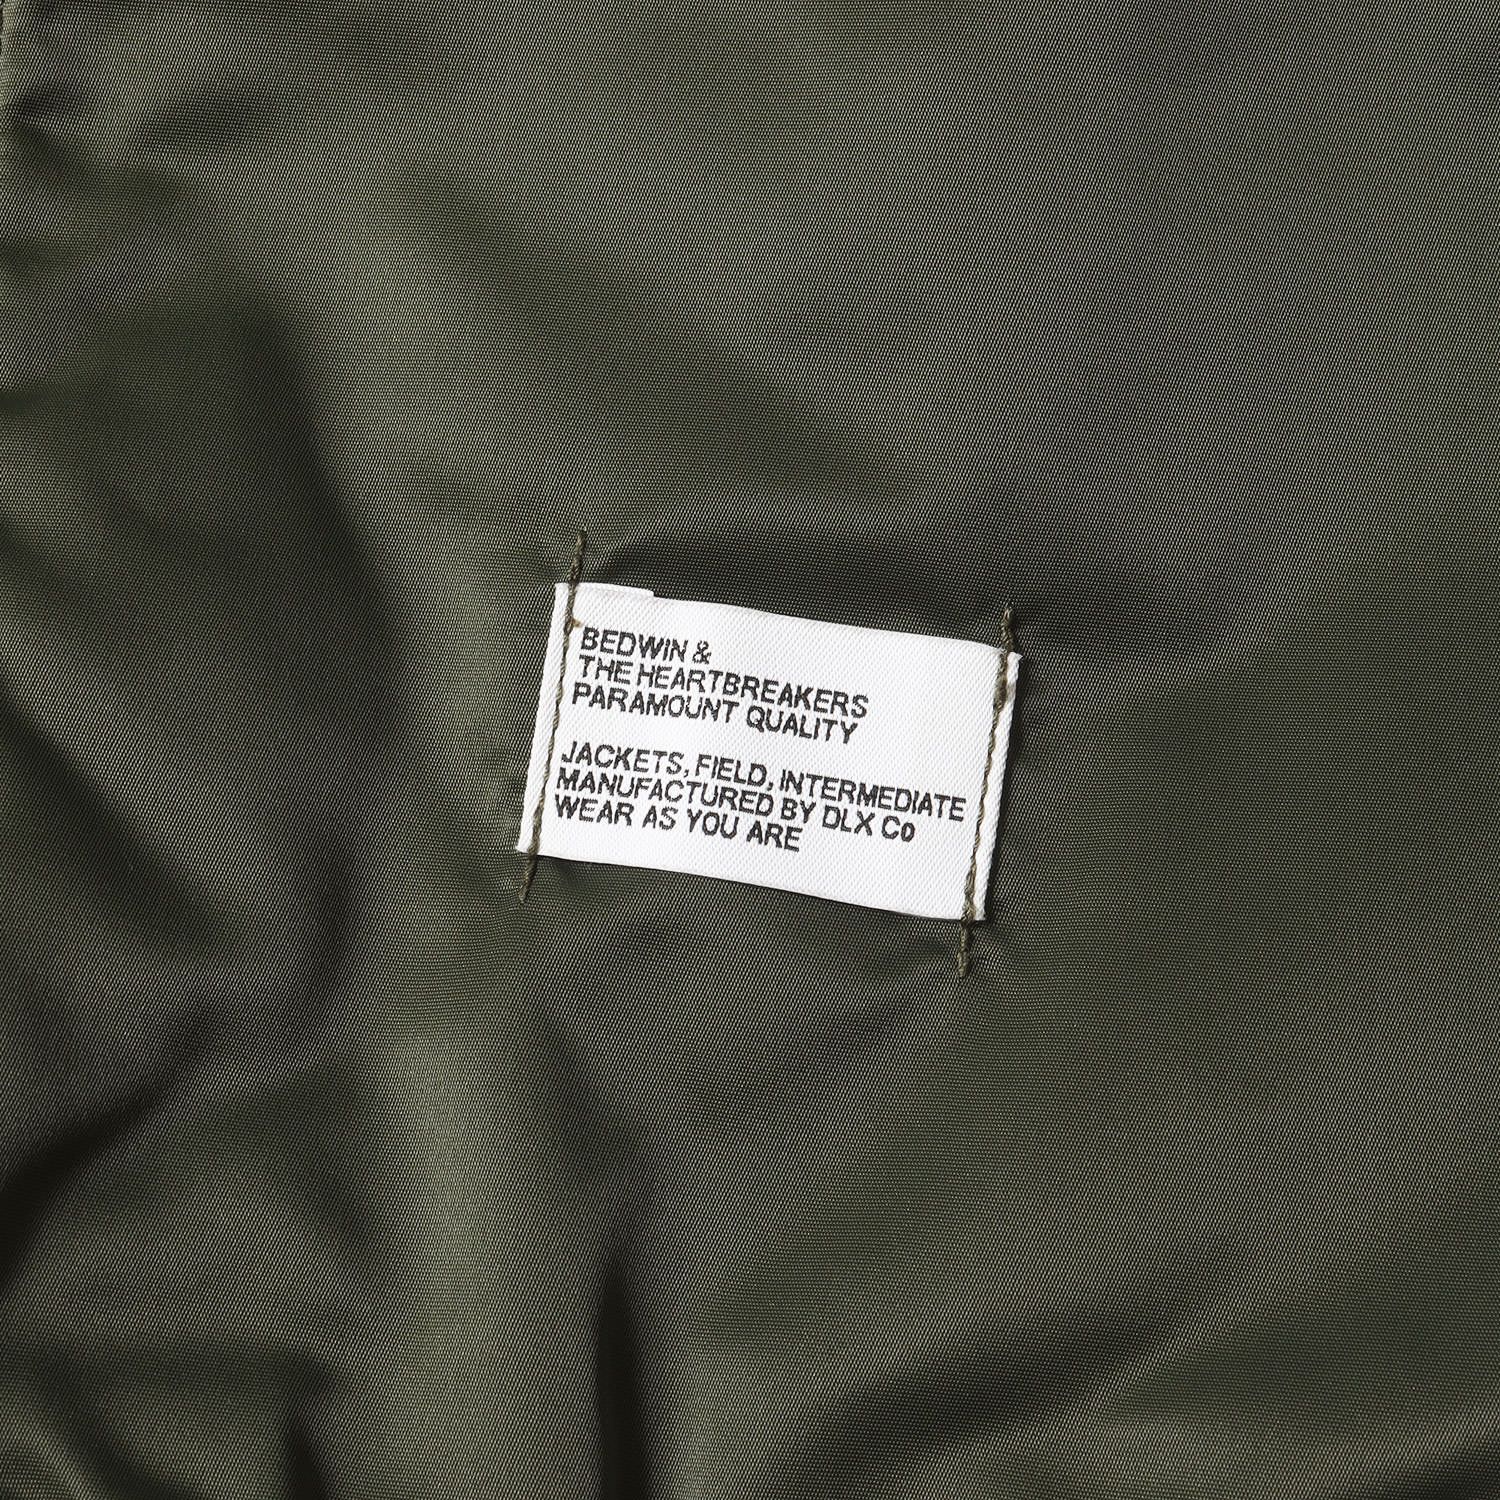 BEDWIN &
THE HEARTBREAKERS
PARAMOUNT QUALITY
JACKETS, FIELD, INTERMEDIATE
MANUFACTURED BY DLX Co
WEAR AS YOU ARE